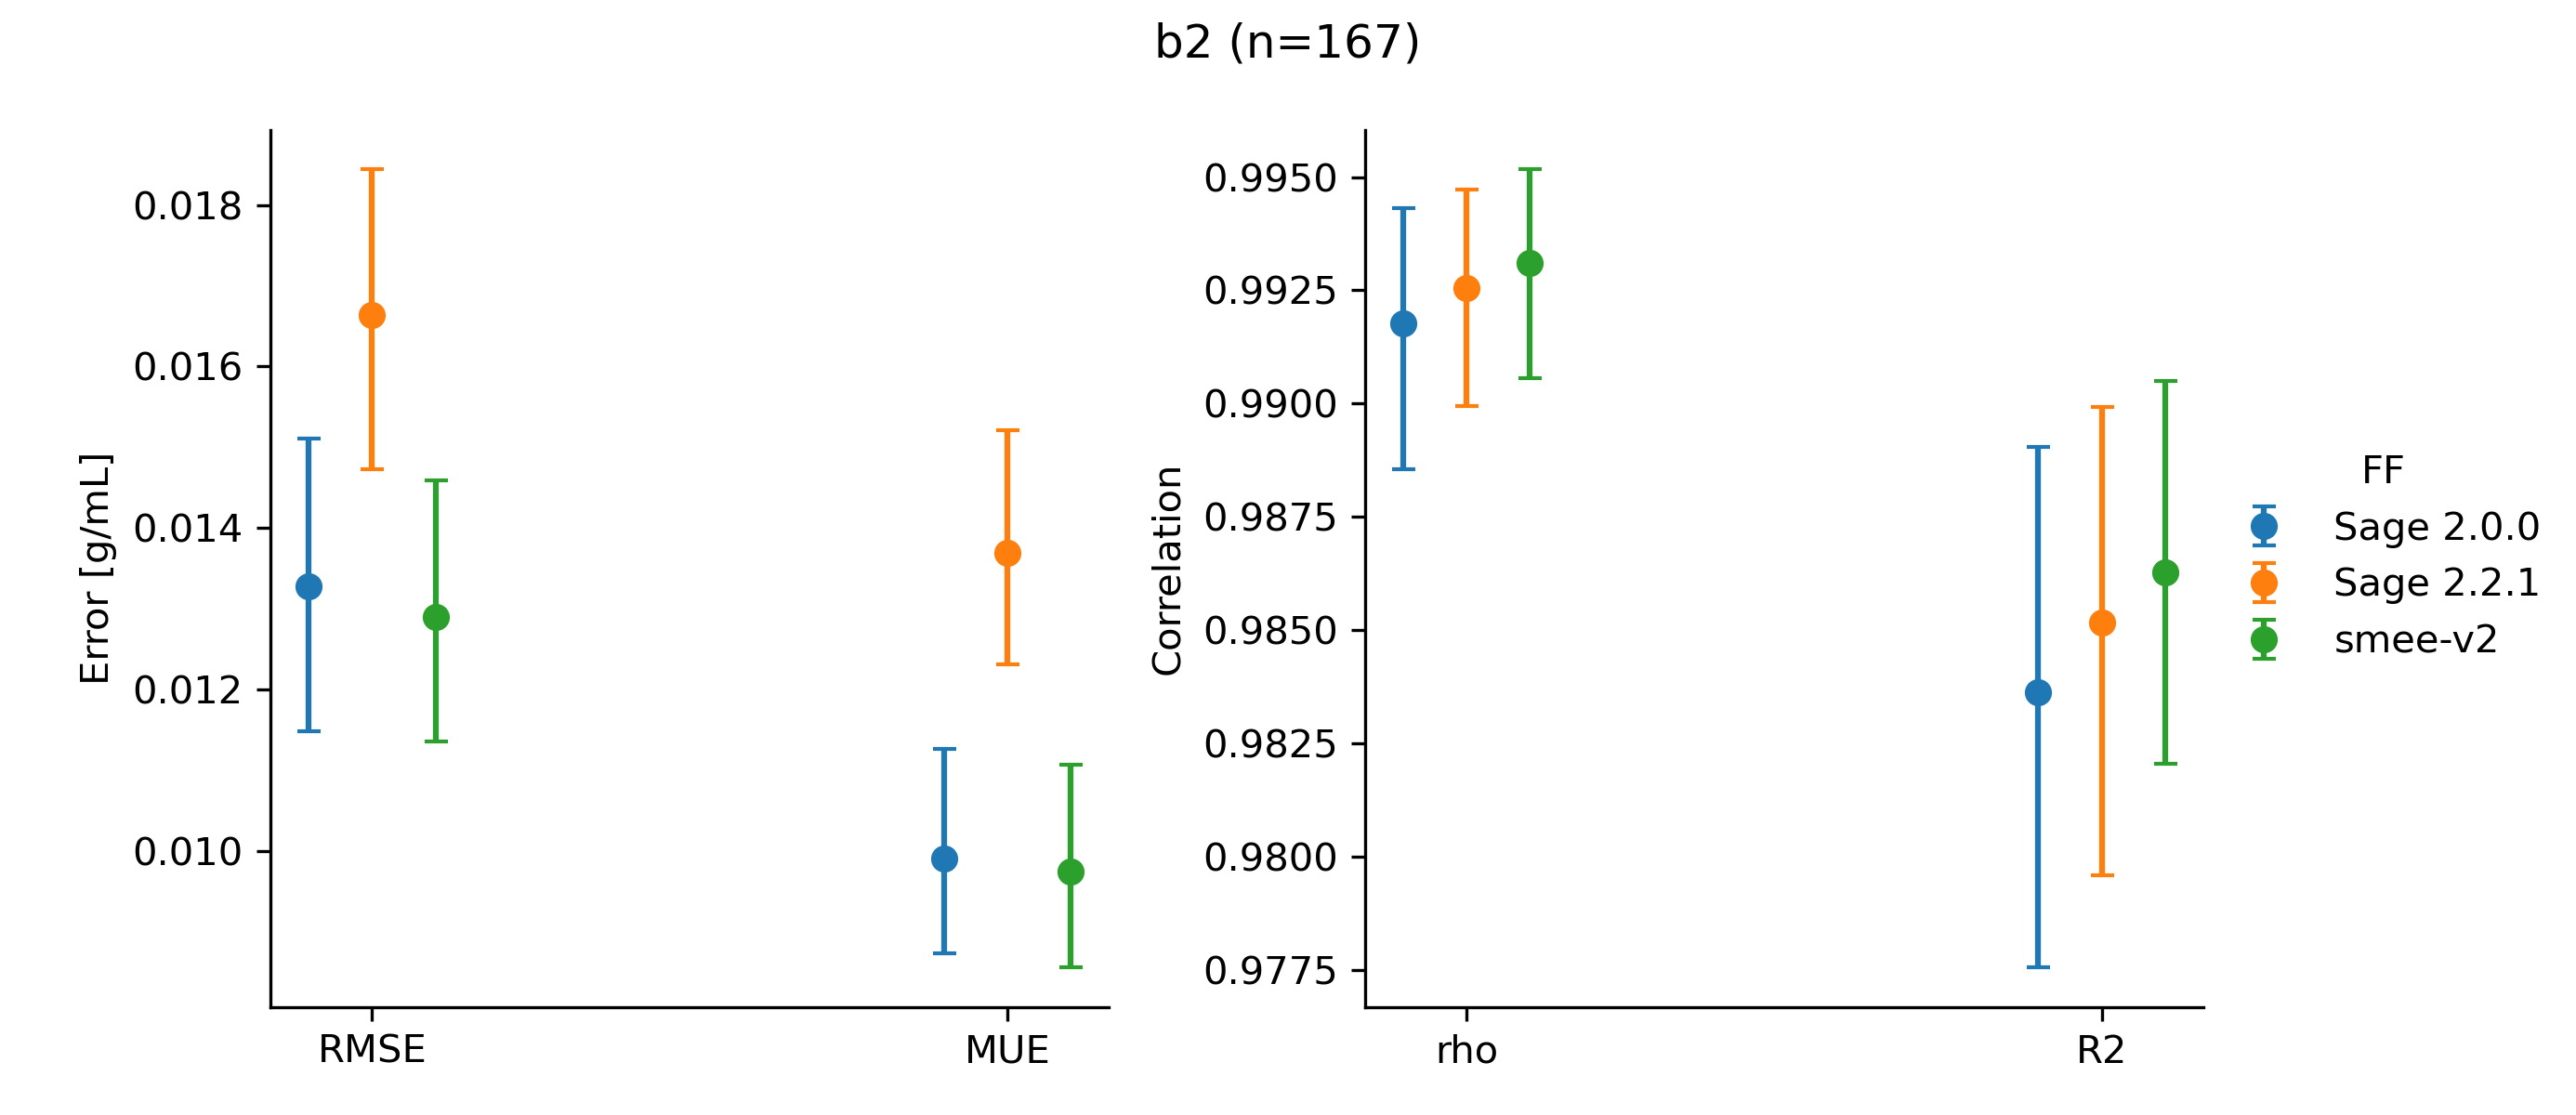 b2 (n=167)
Error [g/mL]
0.018
0.016
0.014
0.012
0.010
RMSE
MUE
Correlation
0.9950
0.9925
0.9900
0.9875
0.9850
0.9825
0.9800
0.9775
rho
R2
FF
Sage 2.0.0
Sage 2.2.1
smee-v2